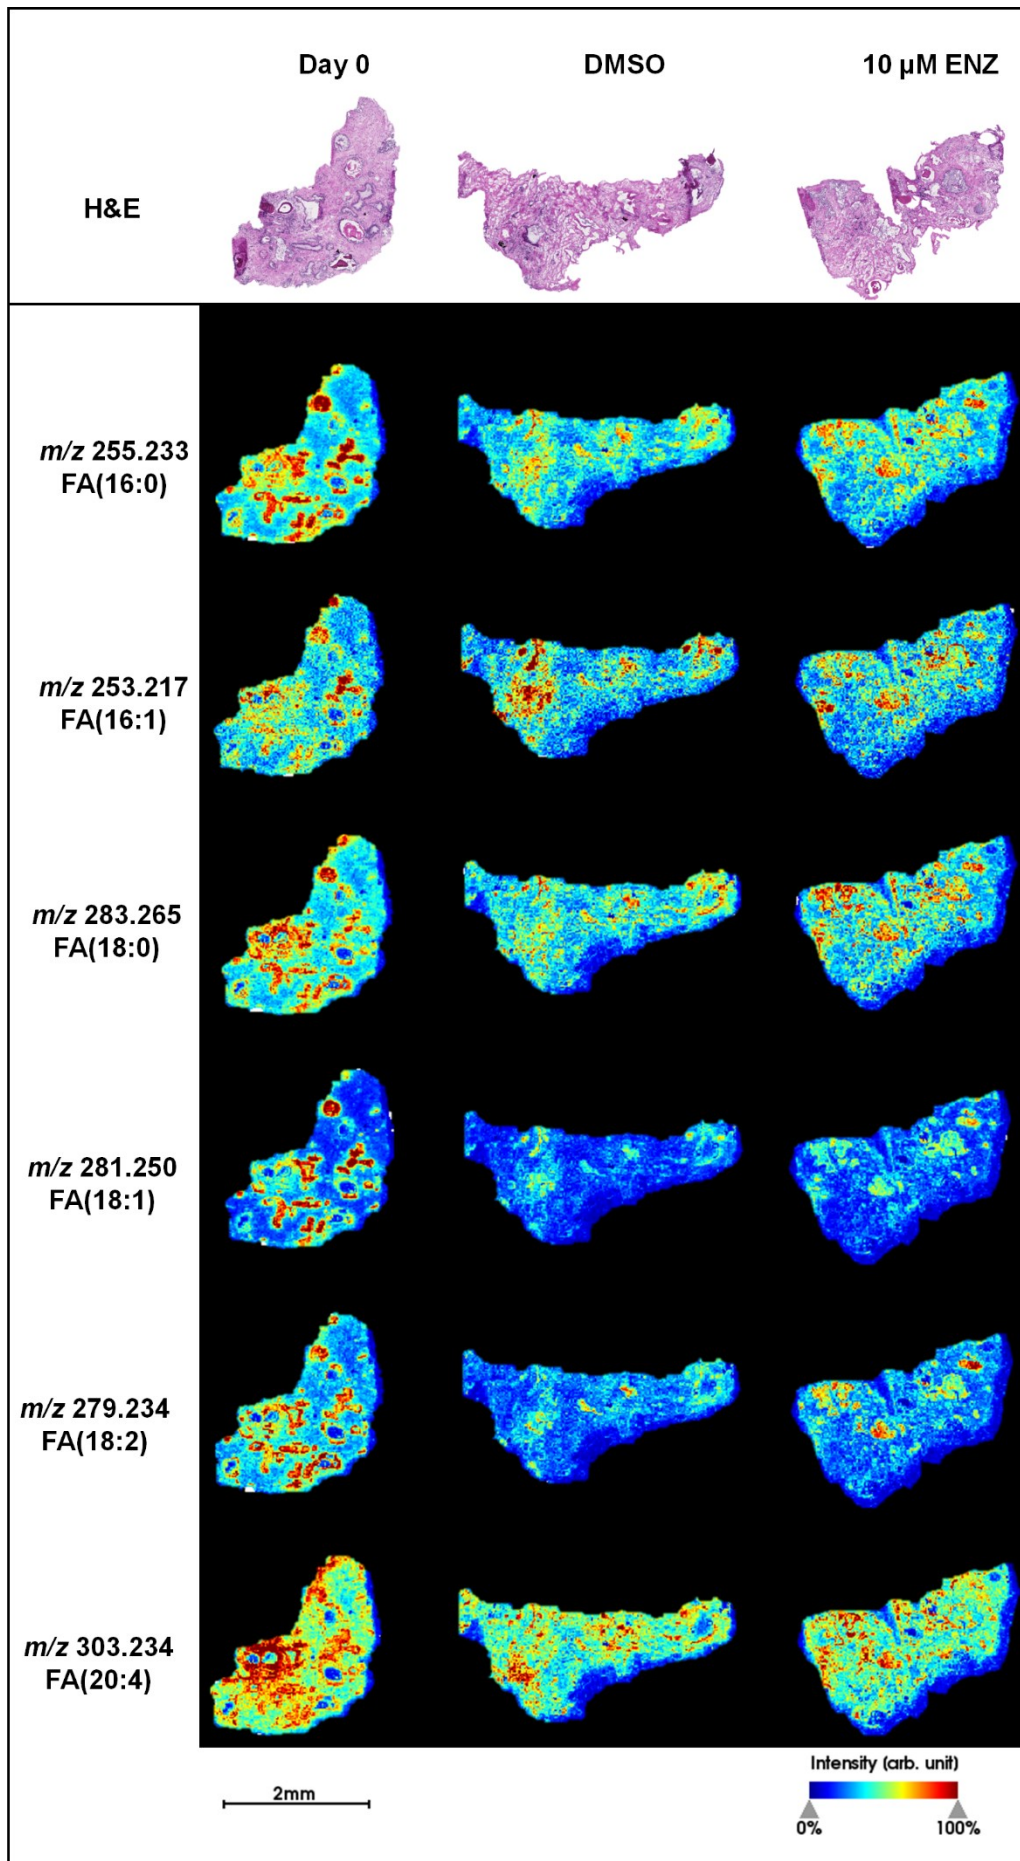 Day 0 DMSO 10 µM ENZ
H&E
m/z 255.233
FA(16:0)
m/z 253.217
FA(16:1)
m/z 283.265
FA(18:0)
m/z 281.250
FA(18:1)
m/z 279.234
FA(18:2)
m/z 303.234
FA(20:4)
2mm
Intensity (arb. unit)
0% 100%